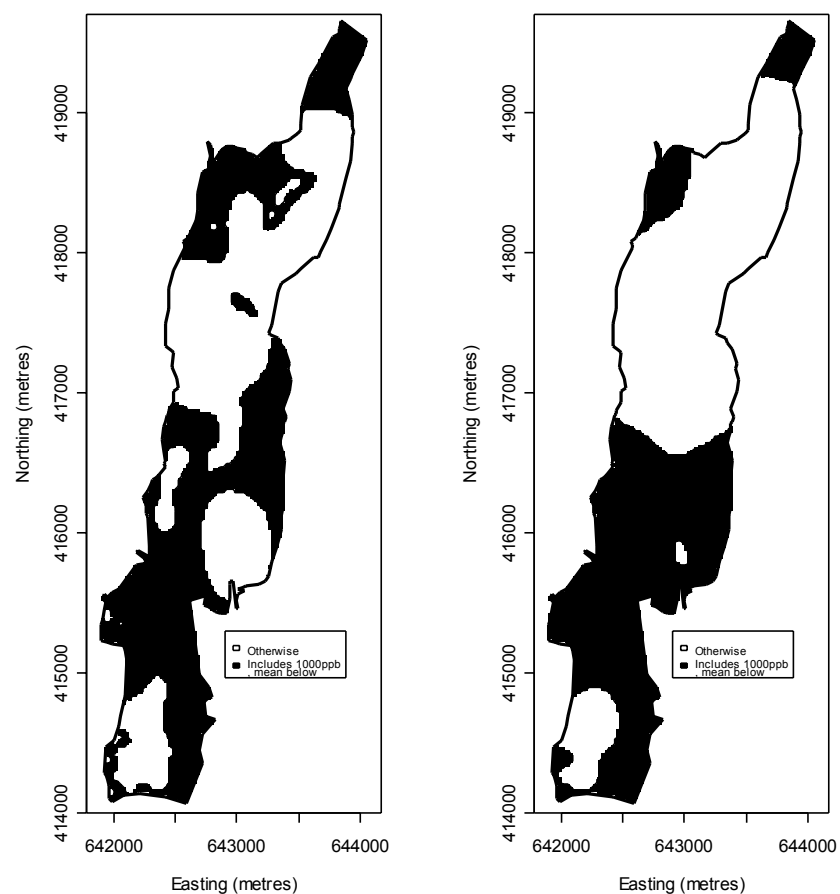 419000
418000
417000
416000
415000
414000
Northing (metres)
Otherwise
Includes 1000ppb
, mean below
642000 643000 644000
Easting (metres)
419000
418000
417000
416000
415000
414000
Northing (metres)
Otherwise
Includes 1000ppb
, mean below
642000 643000 644000
Easting (metres)